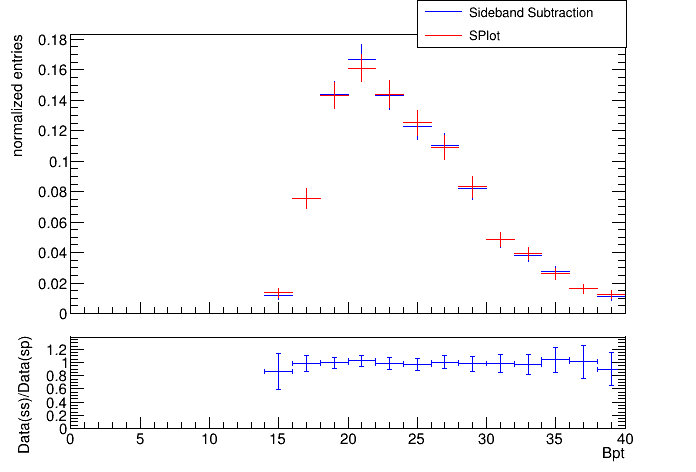 Sideband Subtraction
SPlot
normalized entries
0.18
0.16
0.14
0.12
0.1
0.08
0.06
0.04
0.02
0
Data(ss)/Data(sp)
1.2
1
0.8
0.6
0.4
0.2
0
0 5 10 15 20 25 30 35 40
Bpt